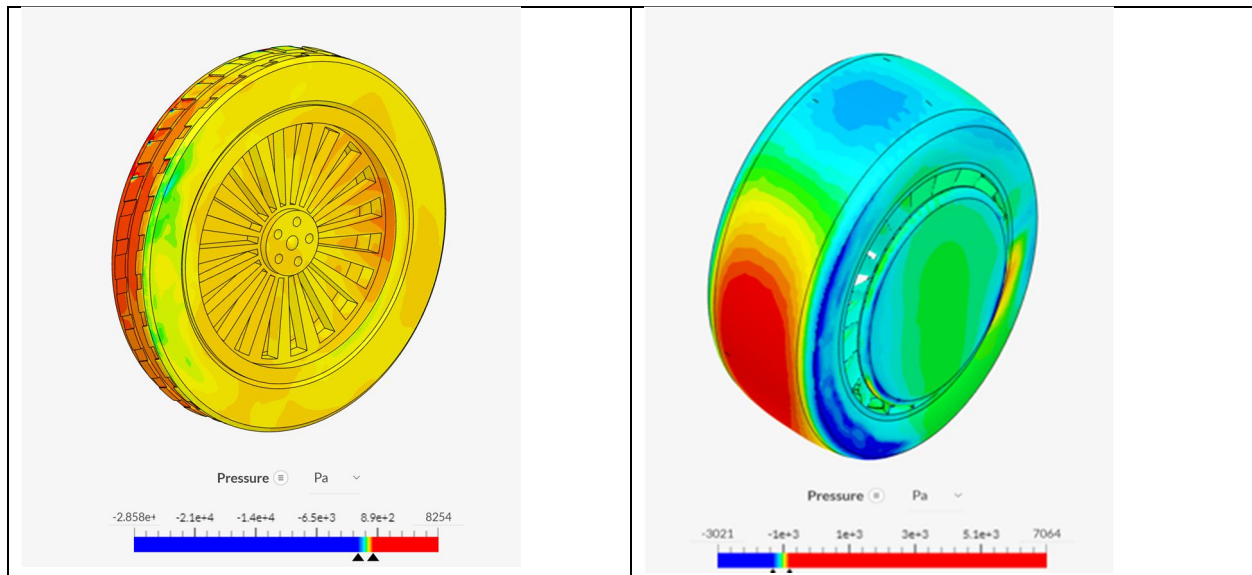 Pressure Pa
-2.858e+ -2.1e+4 -1.4e+4 -6.5e+3 8.9e+2 8254
Pressure Pa
-3021 -1e+3 1e+3 3e+3 5.1e+3 7064